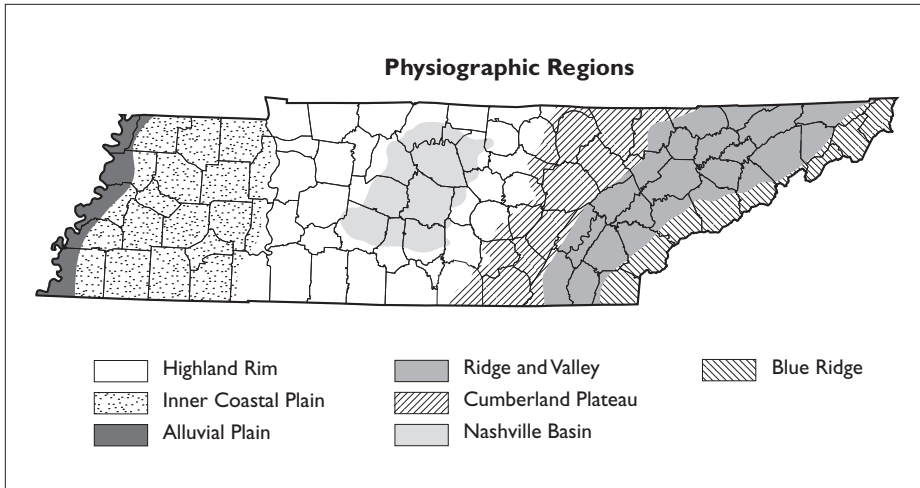 Physiographic Regions
Highland Rim
Ridge and Valley
Blue Ridge
Inner Coastal Plain
Cumberland Plateau
Alluvial Plain
Nashville Basin